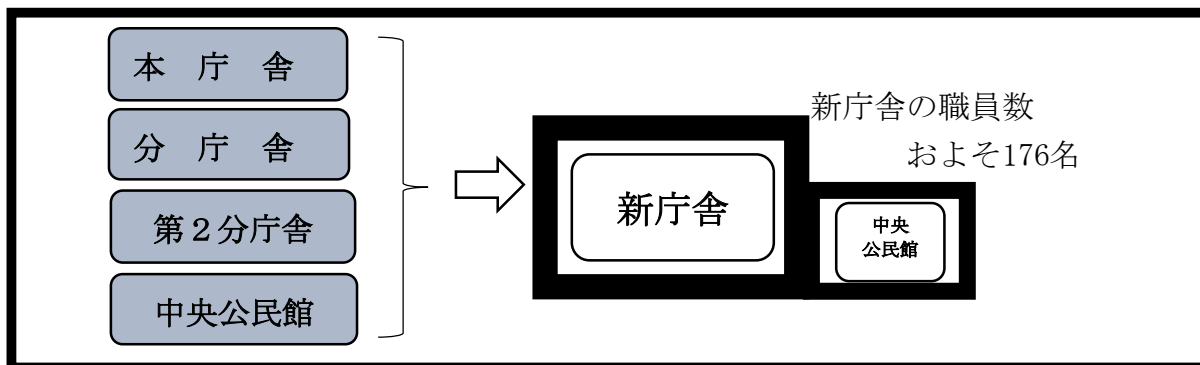 本　庁　舎
分　庁　舎
第２分庁舎
中央公民館
新庁舎
新庁舎の職員数
およそ176名
中央
公民館